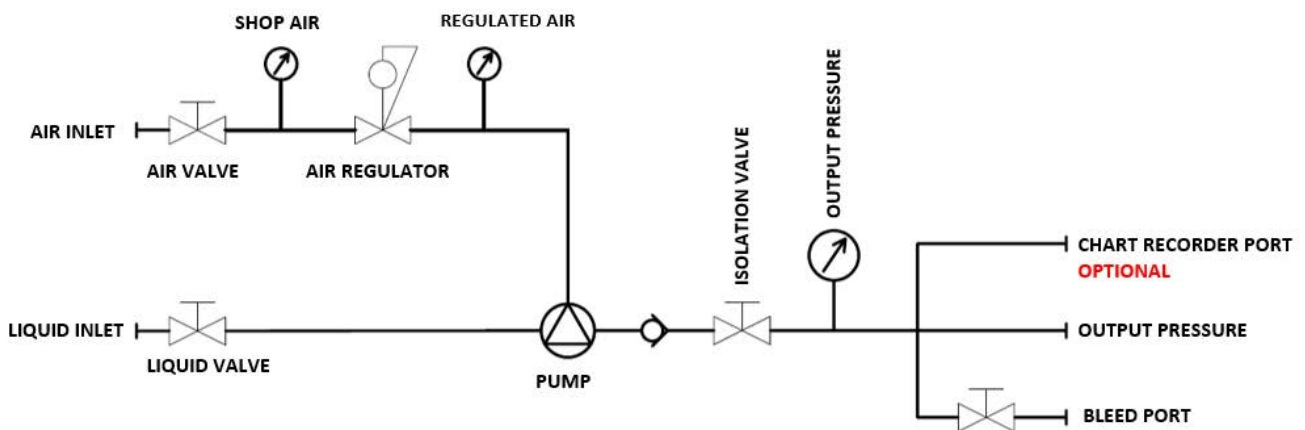 SHOP AIR
REGULATED AIR
AIR INLET
AIR VALVE
AIR REGULATOR
ISOLATION VALVE
OUTPUT PRESSURE
CHART RECORDER PORT
OPTIONAL
LIQUID INLET
OUTPUT PRESSURE
LIQUID VALVE
PUMP
BLEED PORT